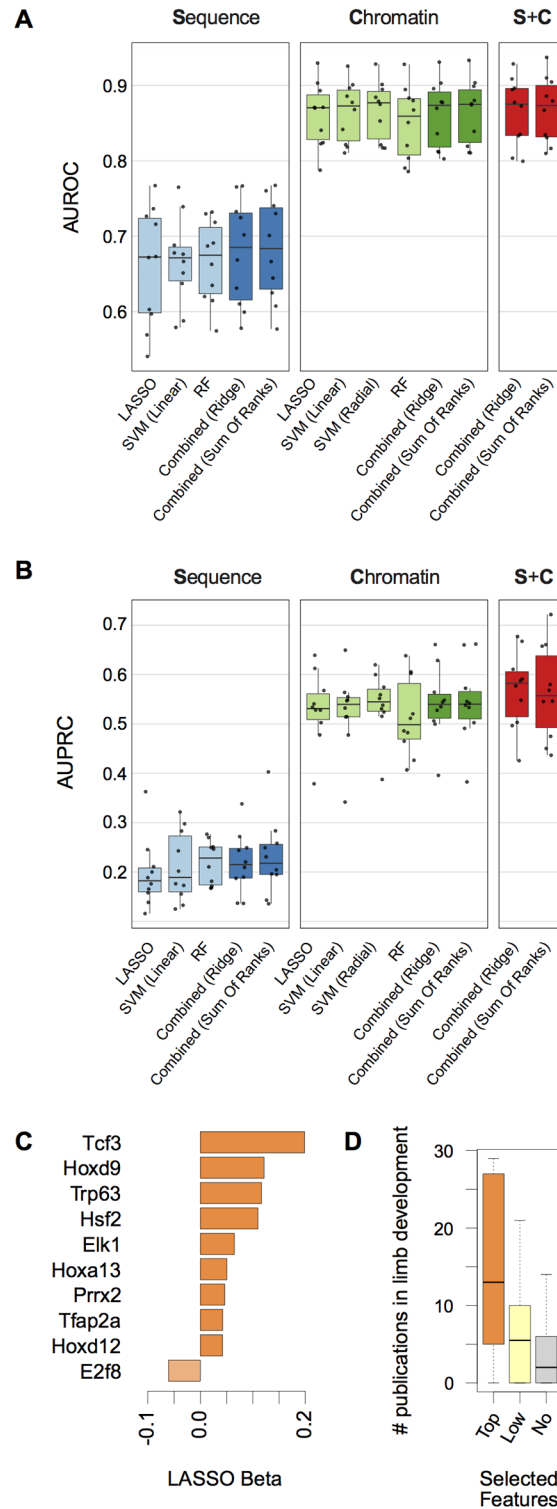 A
Sequence
Chromatin
S+C
AUROC
0.9
0.8
0.7
0.6
LASSO
SVM (Linear)
RF
Combined (Ridge)
Combined (Sum Of Ranks)
LASSO
SVM (Linear)
SVM (Radial)
RF
Combined (Ridge)
Combined (Sum Of Ranks)
Combined (Ridge)
Combined (Sum Of Ranks)
B
Sequence
Chromatin
S+C
AUPRC
0.7
0.6
0.5
0.4
0.3
0.2
LASSO
SVM (Linear)
RF
Combined (Ridge)
Combined (Sum Of Ranks)
LASSO
SVM (Linear)
SVM (Radial)
RF
Combined (Ridge)
Combined (Sum Of Ranks)
Combined (Ridge)
Combined (Sum Of Ranks)
C
Tcf3
Hoxd9
Trp63
Hsf2
Elk1
Hoxa13
Prrx2
Tfap2a
Hoxd12
E2f8
-0.1
0.0
0.2
LASSO Beta
D
# publications in limb development
30
20
10
0
Top
Low
No
Selected
Features